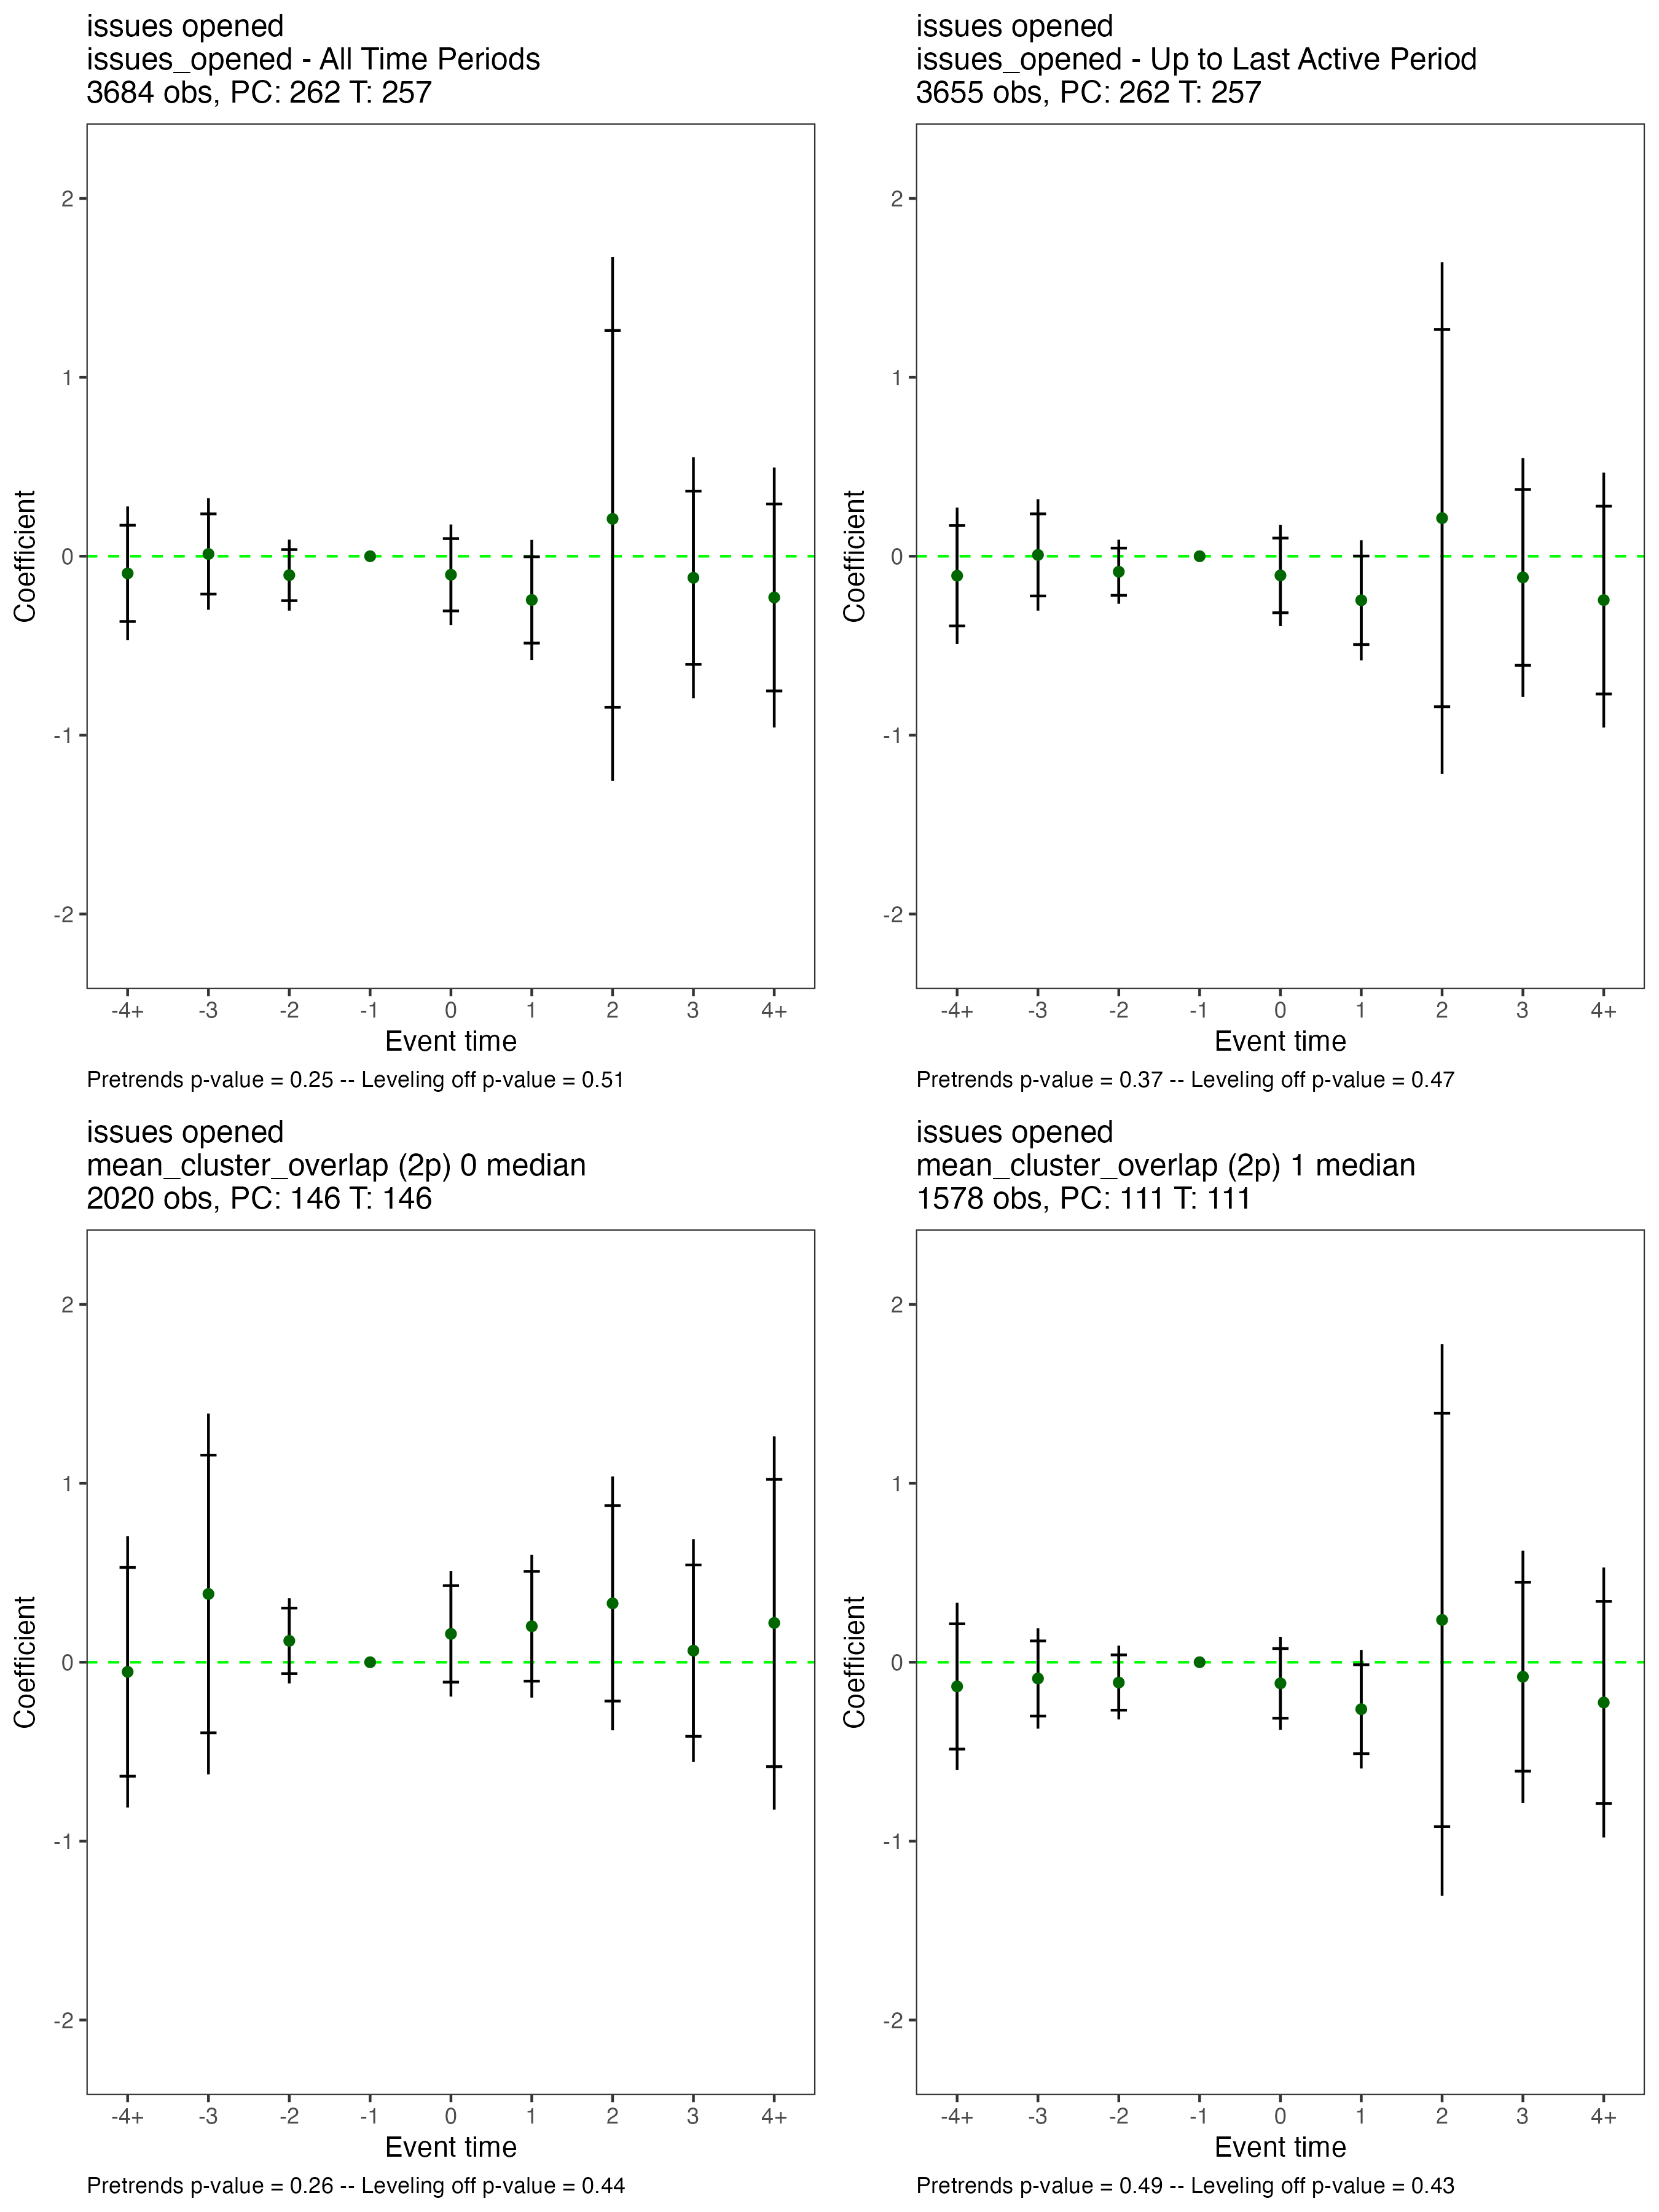 issues opened
issues_opened - All Time Periods
3684 obs, PC: 262 T: 257
Coefficient
2
1
0
-1
-2
-4+ -3 -2 -1 0 1 2 3 4+
Event time
Pretrends p-value = 0.25 -- Leveling off p-value = 0.51
issues opened
issues_opened - Up to Last Active Period
3655 obs, PC: 262 T: 257
Coefficient
2
1
0
-1
-2
-4+ -3 -2 -1 0 1 2 3 4+
Event time
Pretrends p-value = 0.37 -- Leveling off p-value = 0.47
issues opened
mean_cluster_overlap (2p) 0 median
2020 obs, PC: 146 T: 146
Coefficient
2
1
0
-1
-2
-4+ -3 -2 -1 0 1 2 3 4+
Event time
Pretrends p-value = 0.26 -- Leveling off p-value = 0.44
issues opened
mean_cluster_overlap (2p) 1 median
1578 obs, PC: 111 T: 111
Coefficient
2
1
0
-1
-2
-4+ -3 -2 -1 0 1 2 3 4+
Event time
Pretrends p-value = 0.49 -- Leveling off p-value = 0.43